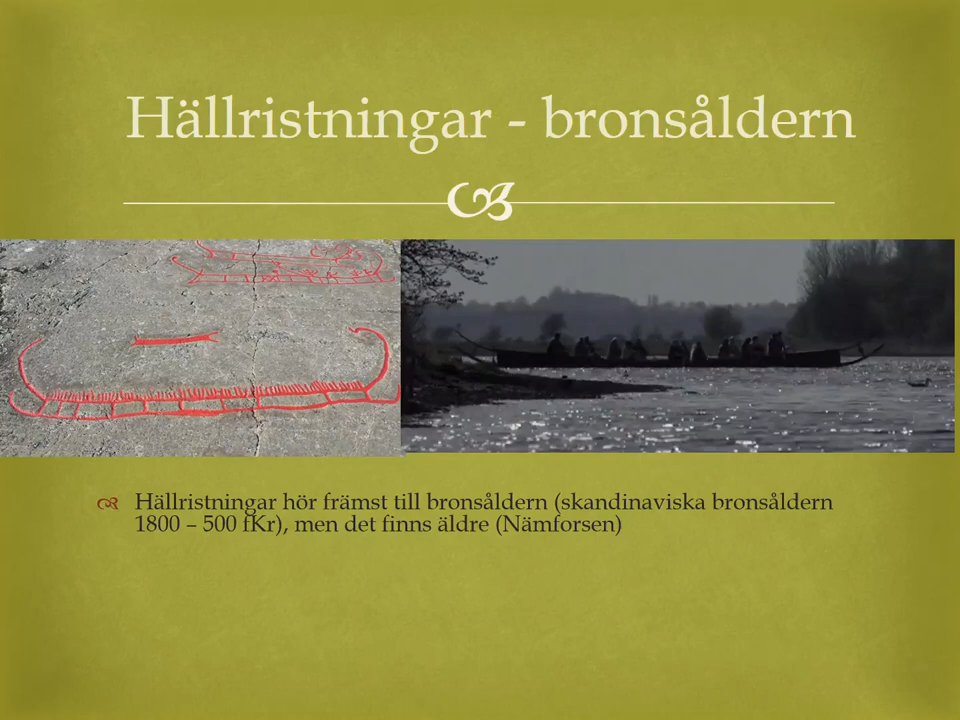 Hällristningar - bronsåldern
Hällristningar hör främst till bronsåldern (skandinaviska bronsåldern
1800 – 500 fKr), men det finns äldre (Nämforsen)